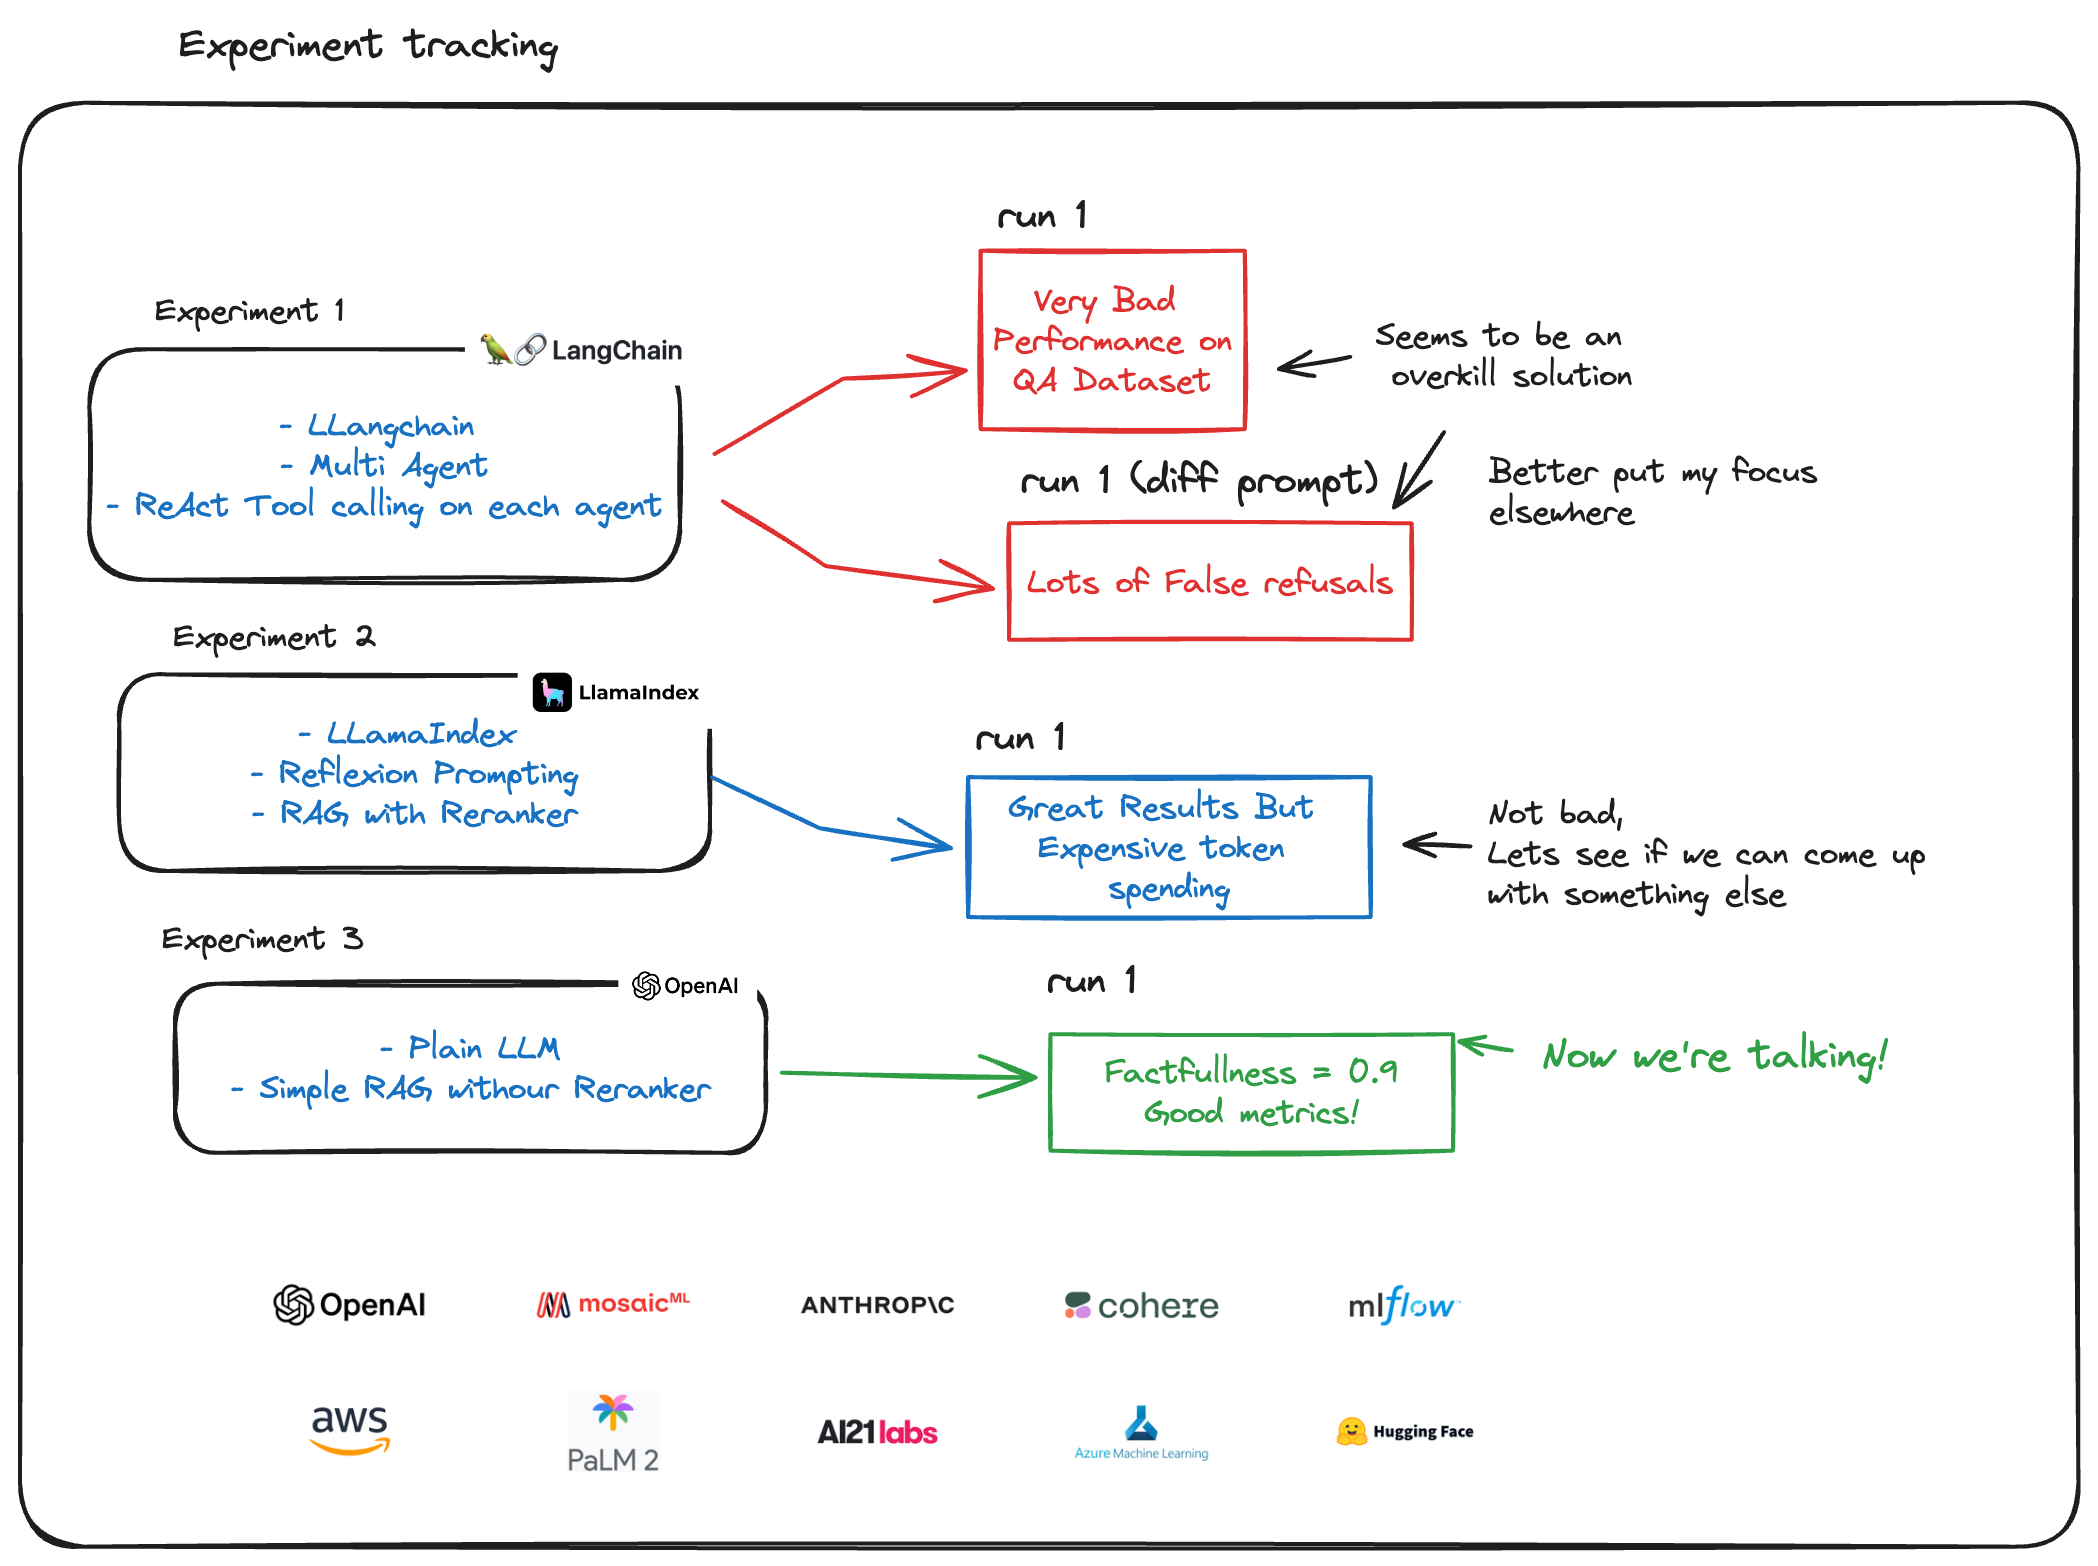 Experiment tracking
Experiment 1
LangChain
- LLangchain
- Multi Agent
- ReAct Tool calling on each agent
run 1
Very Bad
Performance on
QA Dataset
Seems to be an
overkill solution
run 1 (diff prompt)
Better put my focus
elsewhere
Lots of False refusals
Experiment 2
LlamaIndex
- LLamaIndex
- Reflexion Prompting
- RAG with Reranker
run 1
Great Results But
Expensive token
spending
Not bad,
Lets see if we can come up
with something else
Experiment 3
OpenAI
- Plain LLM
- Simple RAG withour Reranker
run 1
Factfullness = 0.9
Good metrics!
Now we're talking!
OpenAI
mosaicML
ANTHROP\C
cohere
mlflow™
aws
PaLM 2
AI21labs
Azure Machine Learning
Hugging Face